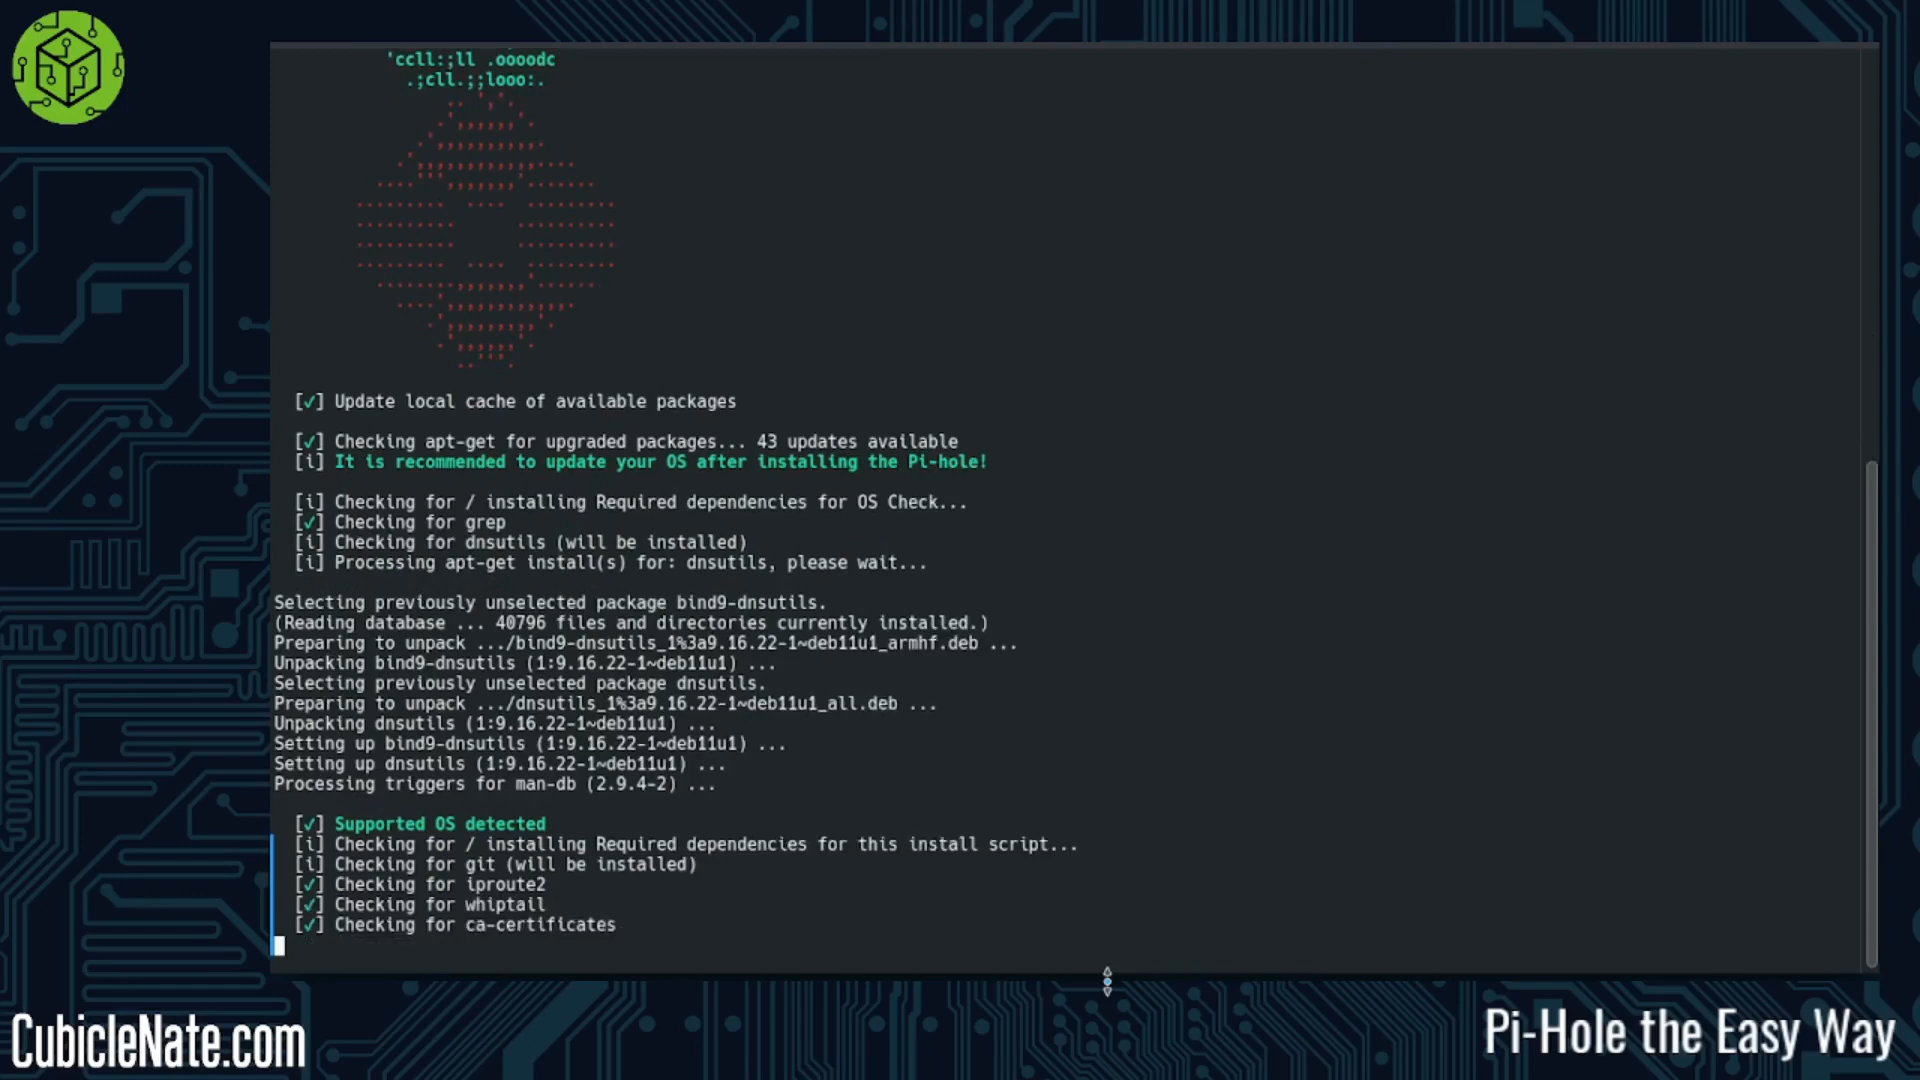 'ccll:;ll .oooodc
.;cll.;;looo:.
[✓] Update local cache of available packages
[✓] Checking apt-get for upgraded packages... 43 updates available
[i] It is recommended to update your OS after installing the Pi-hole!
[i] Checking for / installing Required dependencies for OS Check...
[✓] Checking for grep
[i] Checking for dnsutils (will be installed)
[i] Processing apt-get install(s) for: dnsutils, please wait...
Selecting previously unselected package bind9-dnsutils.
(Reading database ... 40796 files and directories currently installed.)
Preparing to unpack .../bind9-dnsutils_1%3a9.16.22-1~deb11u1_armhf.deb ...
Unpacking bind9-dnsutils (1:9.16.22-1~deb11u1) ...
Selecting previously unselected package dnsutils.
Preparing to unpack .../dnsutils_1%3a9.16.22-1~deb11u1_all.deb ...
Unpacking dnsutils (1:9.16.22-1~deb11u1) ...
Setting up bind9-dnsutils (1:9.16.22-1~deb11u1) ...
Setting up dnsutils (1:9.16.22-1~deb11u1) ...
Processing triggers for man-db (2.9.4-2) ...
[✓] Supported OS detected
[i] Checking for / installing Required dependencies for this install script...
[i] Checking for git (will be installed)
[✓] Checking for iproute2
[✓] Checking for whiptail
[✓] Checking for ca-certificates
CubicleNate.com
Pi-Hole the Easy Way